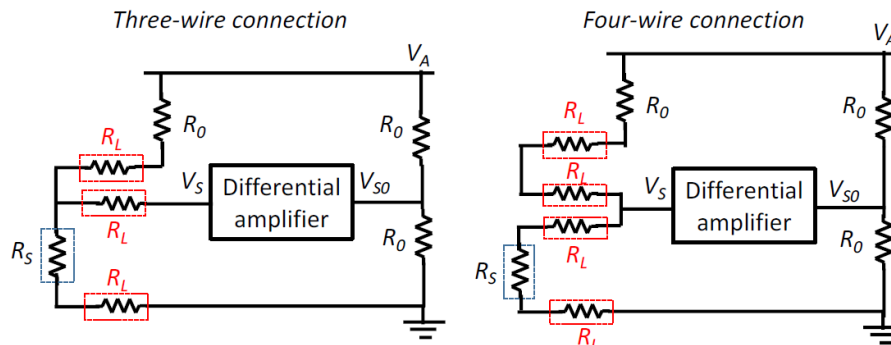 Three-wire connection
V_A
R_0
R_0
R_L
R_L
V_S
Differential
amplifier
V_S0
R_S
R_0
R_L
Four-wire connection
V_A
R_L
R_0
R_0
R_L
V_S
Differential
amplifier
V_S0
R_L
R_0
R_S
R_L